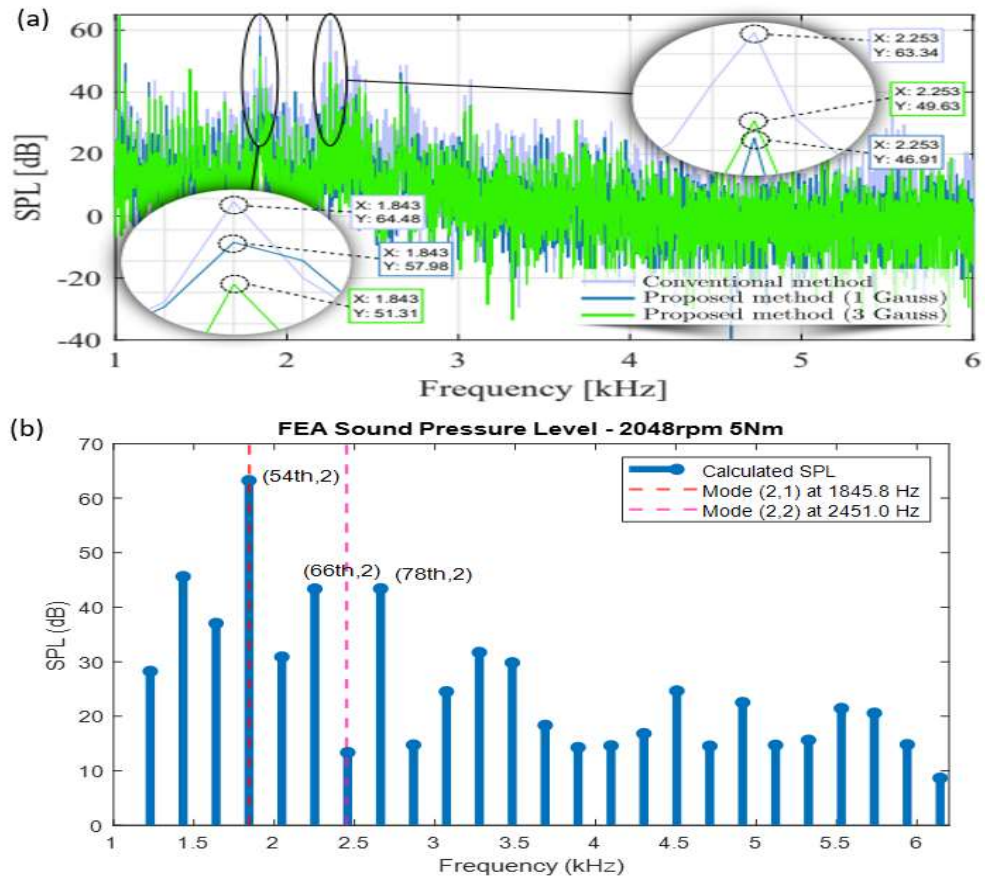 (a)
60
40
20
0
-20
-40
SPL [dB]
X: 2.253
Y: 63.34
X: 2.253
Y: 49.63
X: 2.253
Y: 46.91
X: 1.843
Y: 64.48
X: 1.843
Y: 57.98
X: 1.843
Y: 51.31
Conventional method
Proposed method (1 Gauss)
Proposed method (3 Gauss)
1 2 3 4 5 6
Frequency [kHz]
(b)
FEA Sound Pressure Level - 2048rpm 5Nm
70
60
50
40
30
20
10
0
SPL (dB)
(54th,2)
(66th,2)
(78th,2)
Calculated SPL
Mode (2,1) at 1845.8 Hz
Mode (2,2) at 2451.0 Hz
1 1.5 2 2.5 3 3.5 4 4.5 5 5.5 6
Frequency (kHz)